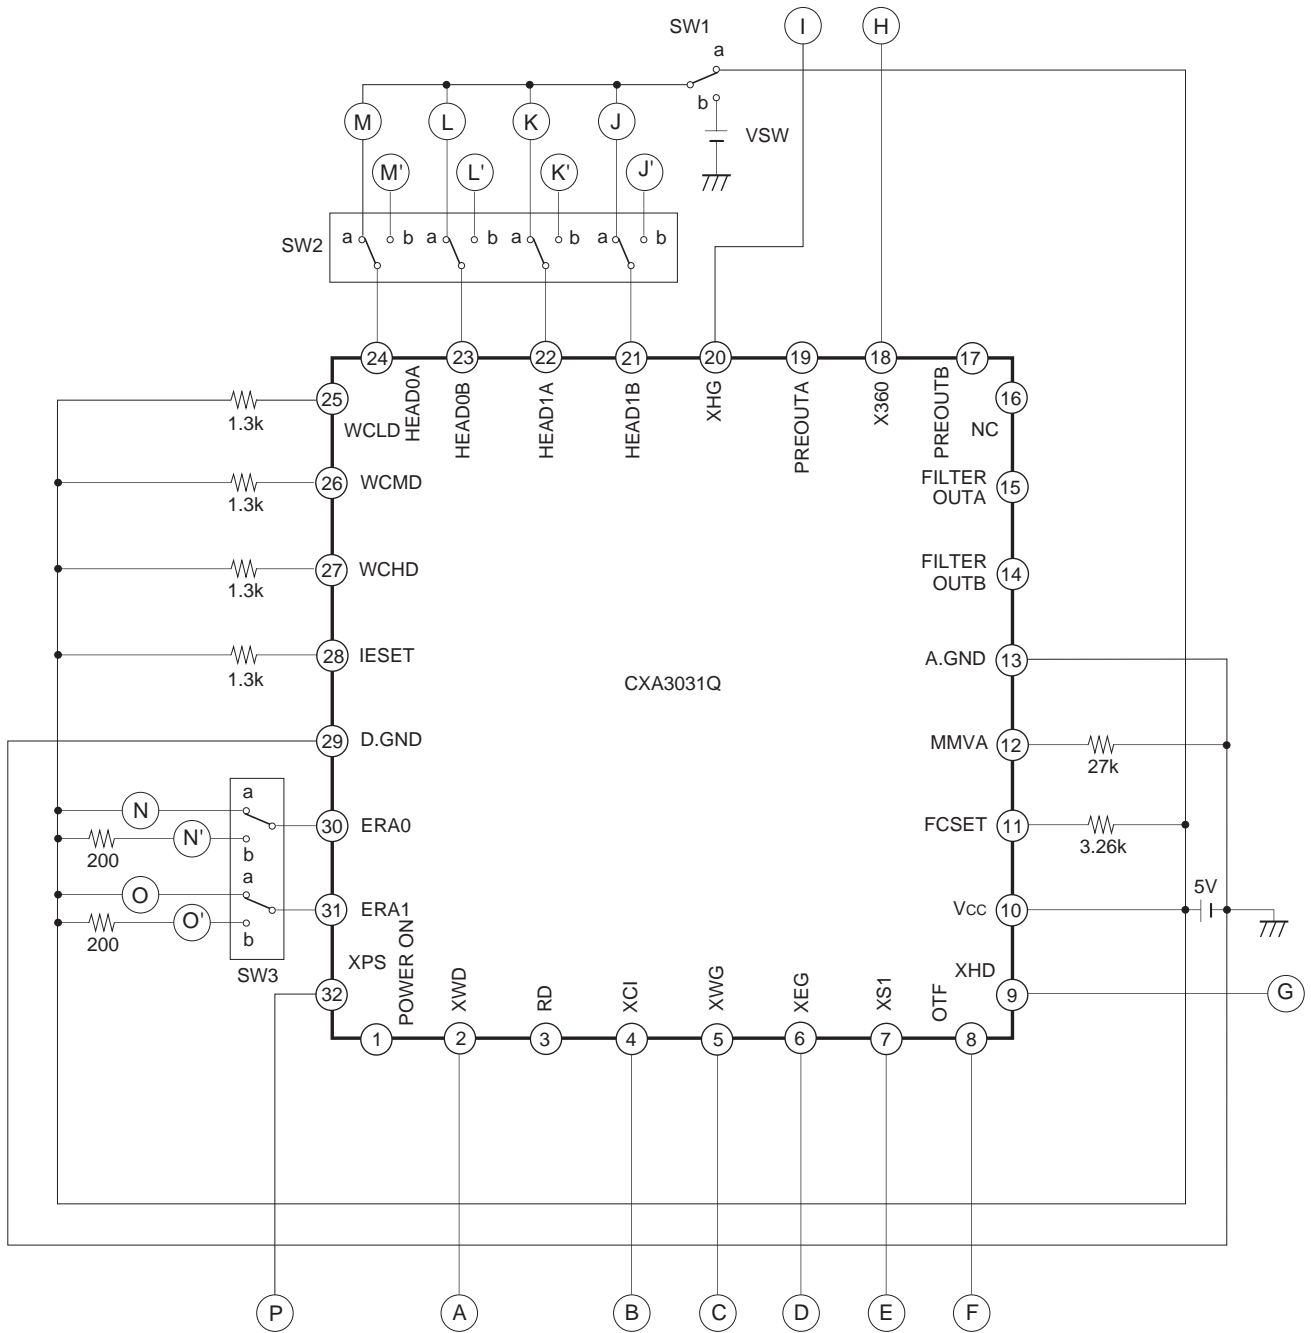 SW1
I
H
a
b
VSW
M
L
K
J
M'
L'
K'
J'
SW2
a
b
a
b
a
b
a
b
24
23
22
21
20
19
18
17
HEAD0A
HEAD0B
HEAD1A
HEAD1B
XHG
PREOUTA
X360
PREOUTB
25
WCLD
1.3k
16
NC
26
WCMD
1.3k
FILTER
OUTA
15
27
WCHD
1.3k
FILTER
OUTB
14
28
IESET
1.3k
A.GND
13
CXA3031Q
29
D.GND
MMVA
12
27k
N
a
N'
b
200
30
ERA0
FCSET
11
3.26k
O
a
O'
b
200
SW3
31
ERA1
VCC
10
5V
XPS
32
XHD
9
G
POWER ON
XWD
RD
XCI
XWG
XEG
XS1
OTF
1
2
3
4
5
6
7
8
P
A
B
C
D
E
F